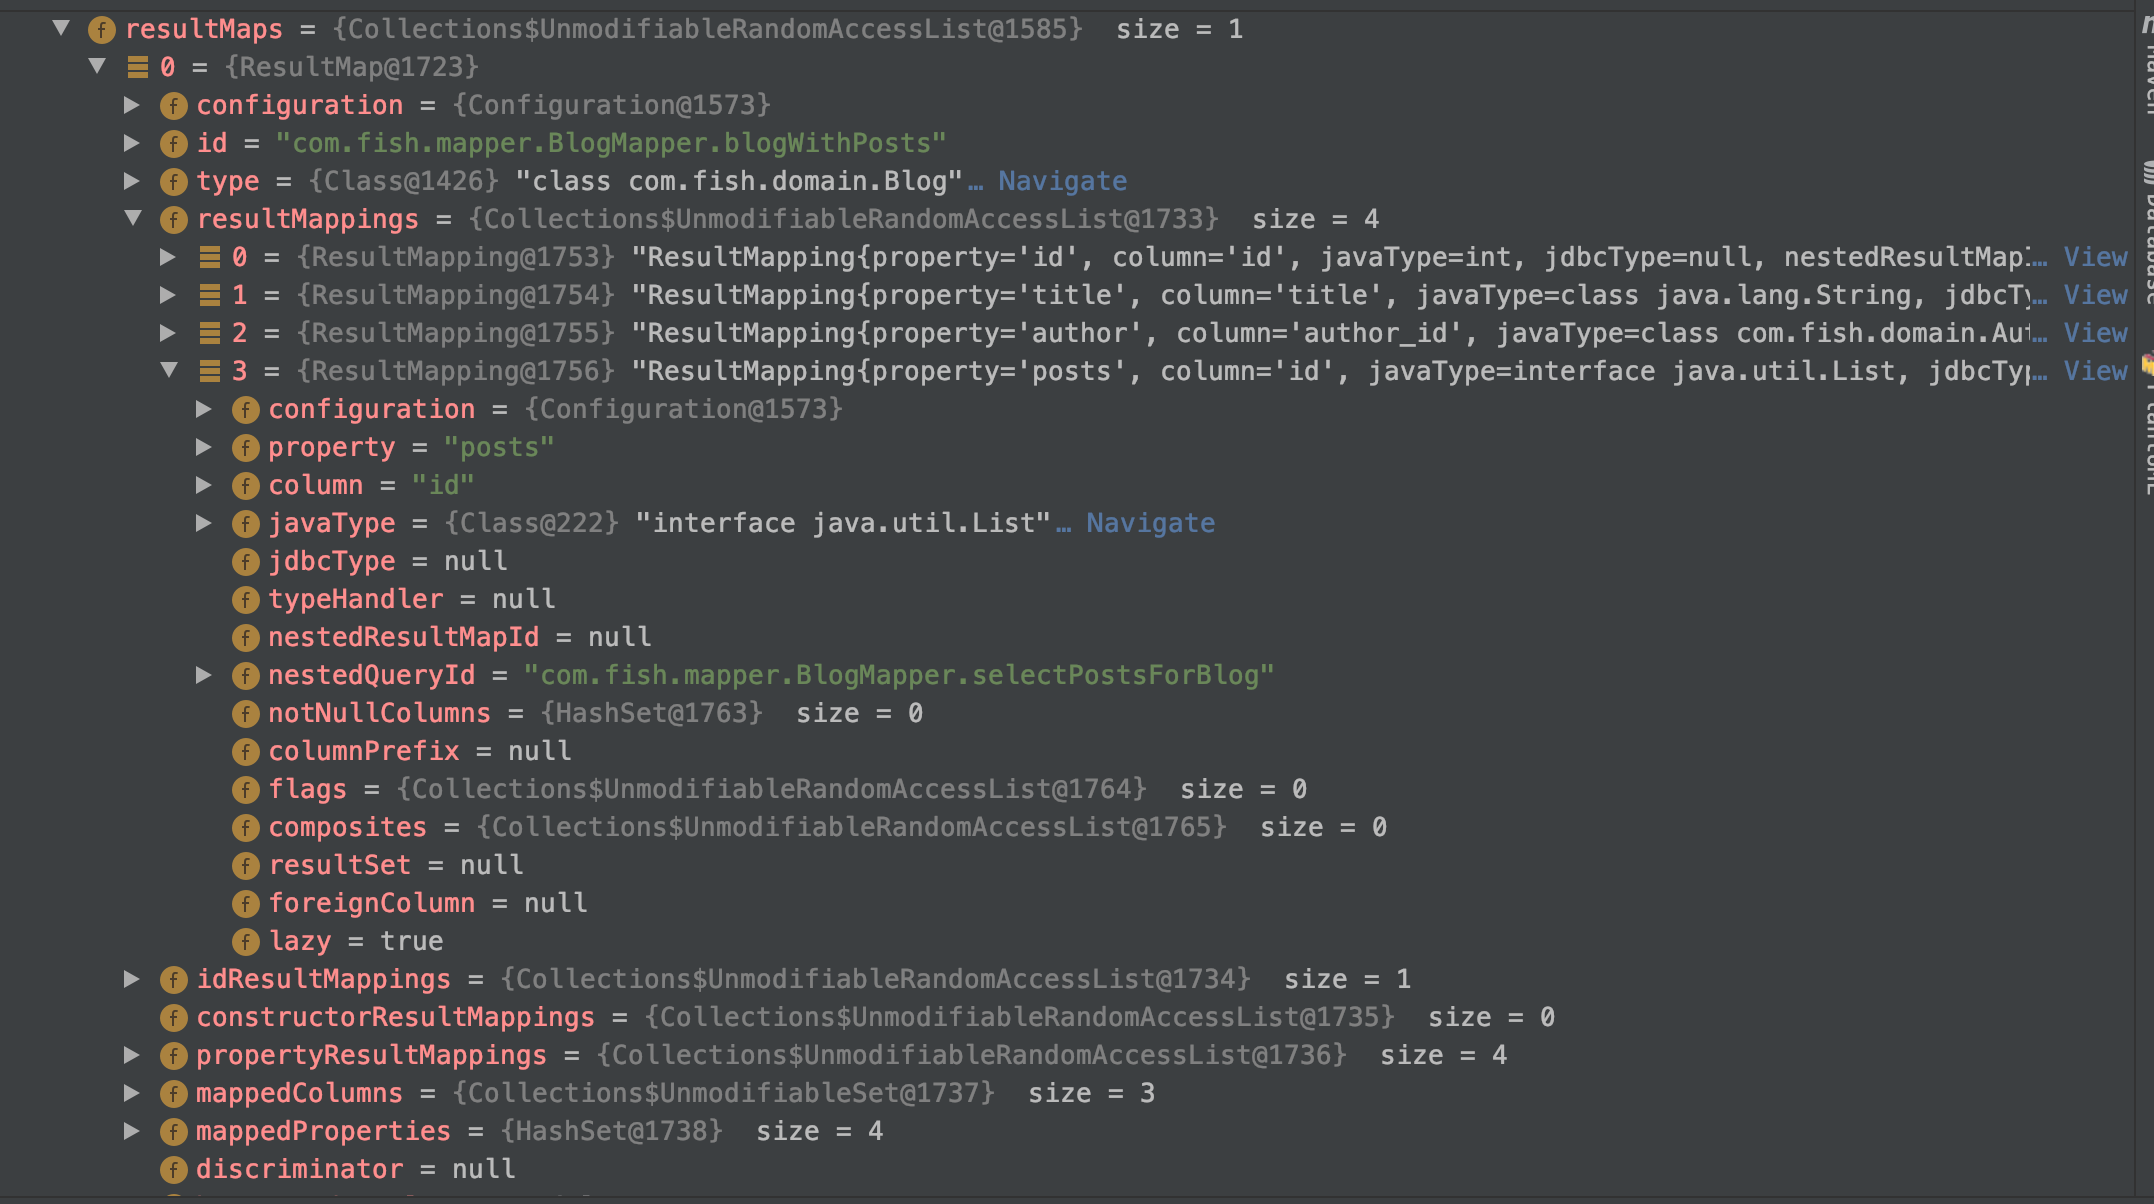 resultMaps = {Collections$UnmodifiableRandomAccessList@1585} size = 1
0 = {ResultMap@1723}
configuration = {Configuration@1573}
id = "com.fish.mapper.BlogMapper.blogWithPosts"
type = {Class@1426} "class com.fish.domain.Blog"… Navigate
resultMappings = {Collections$UnmodifiableRandomAccessList@1733} size = 4
0 = {ResultMapping@1753} "ResultMapping{property='id', column='id', javaType=int, jdbcType=null, nestedResultMapI… View
1 = {ResultMapping@1754} "ResultMapping{property='title', column='title', javaType=class java.lang.String, jdbcTy… View
2 = {ResultMapping@1755} "ResultMapping{property='author', column='author_id', javaType=class com.fish.domain.Aut… View
3 = {ResultMapping@1756} "ResultMapping{property='posts', column='id', javaType=interface java.util.List, jdbcTyp… View
configuration = {Configuration@1573}
property = "posts"
column = "id"
javaType = {Class@222} "interface java.util.List"… Navigate
jdbcType = null
typeHandler = null
nestedResultMapId = null
nestedQueryId = "com.fish.mapper.BlogMapper.selectPostsForBlog"
notNullColumns = {HashSet@1763} size = 0
columnPrefix = null
flags = {Collections$UnmodifiableRandomAccessList@1764} size = 0
composites = {Collections$UnmodifiableRandomAccessList@1765} size = 0
resultSet = null
foreignColumn = null
lazy = true
idResultMappings = {Collections$UnmodifiableRandomAccessList@1734} size = 1
constructorResultMappings = {Collections$UnmodifiableRandomAccessList@1735} size = 0
propertyResultMappings = {Collections$UnmodifiableRandomAccessList@1736} size = 4
mappedColumns = {Collections$UnmodifiableSet@1737} size = 3
mappedProperties = {HashSet@1738} size = 4
discriminator = null